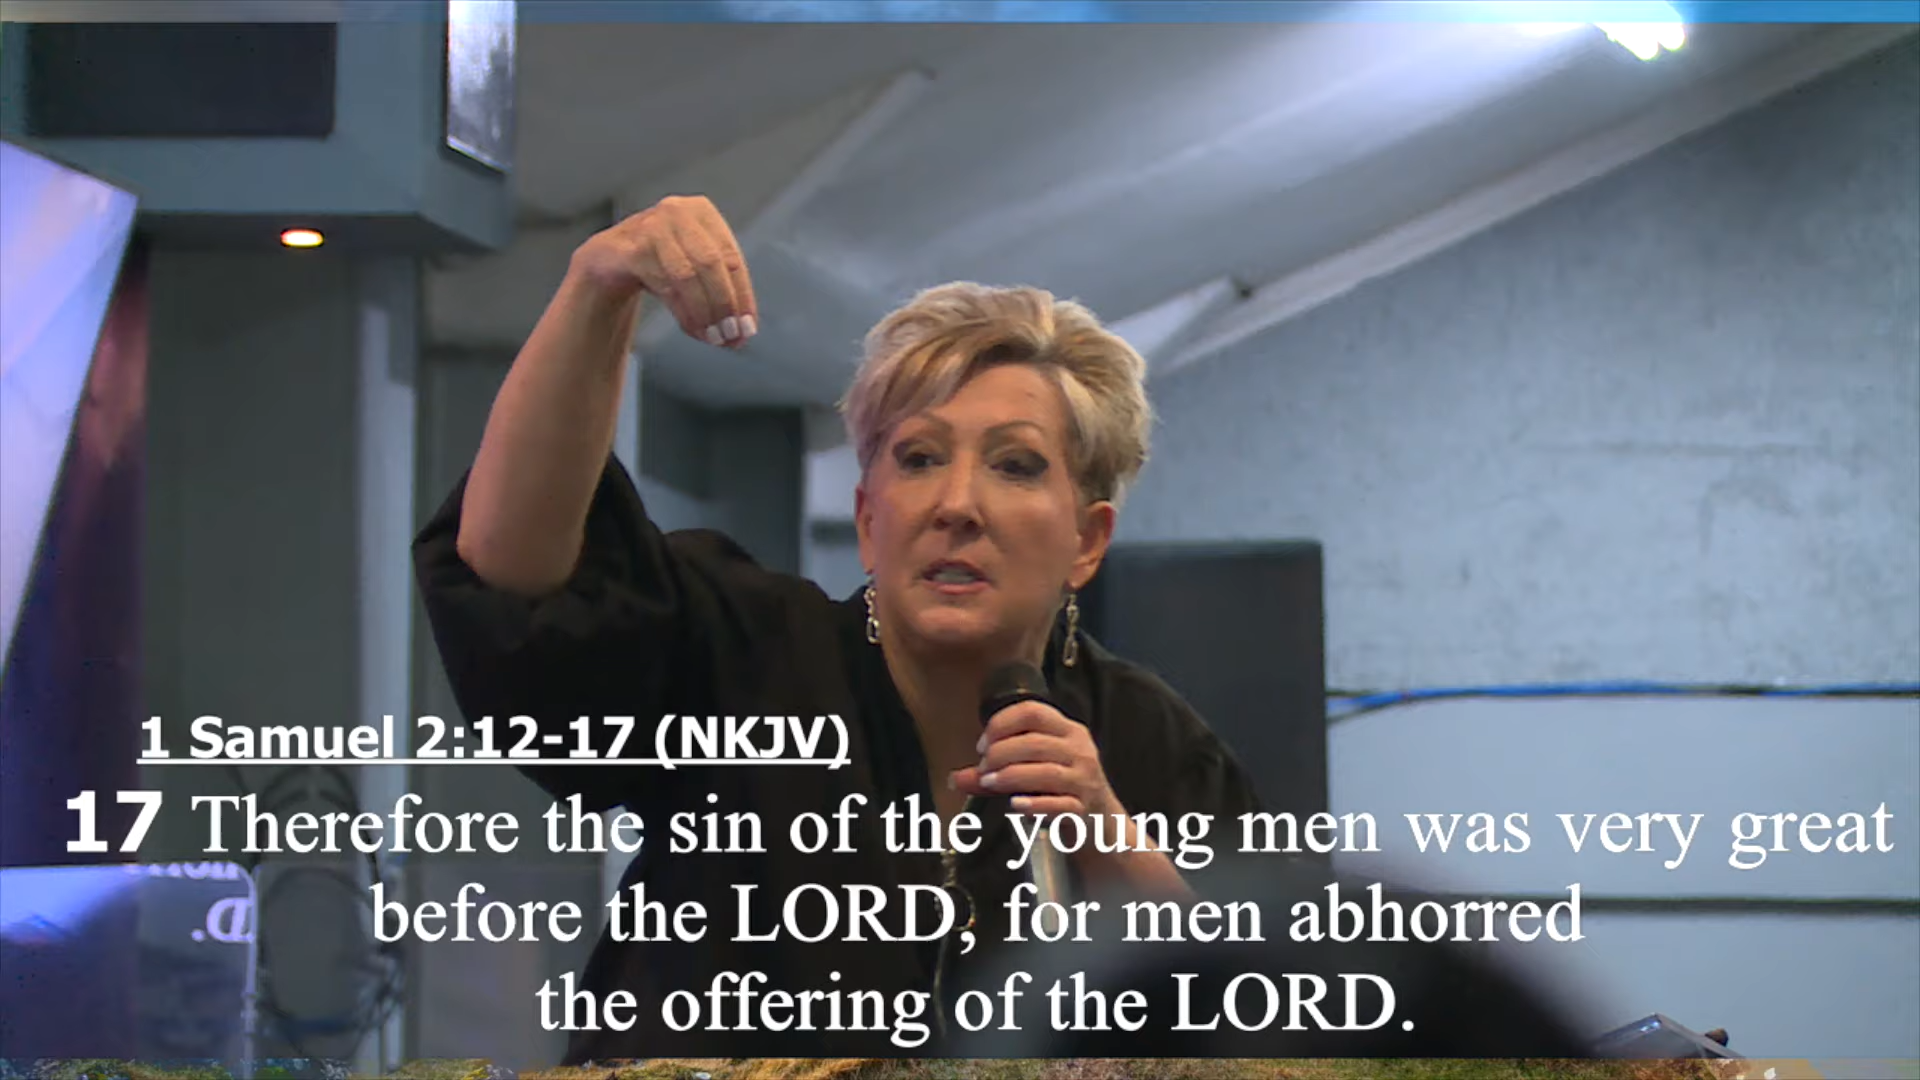 1 Samuel 2:12-17 (NKJV)
17 Therefore the sin of the young men was very great
before the LORD, for men abhorred
the offering of the LORD.